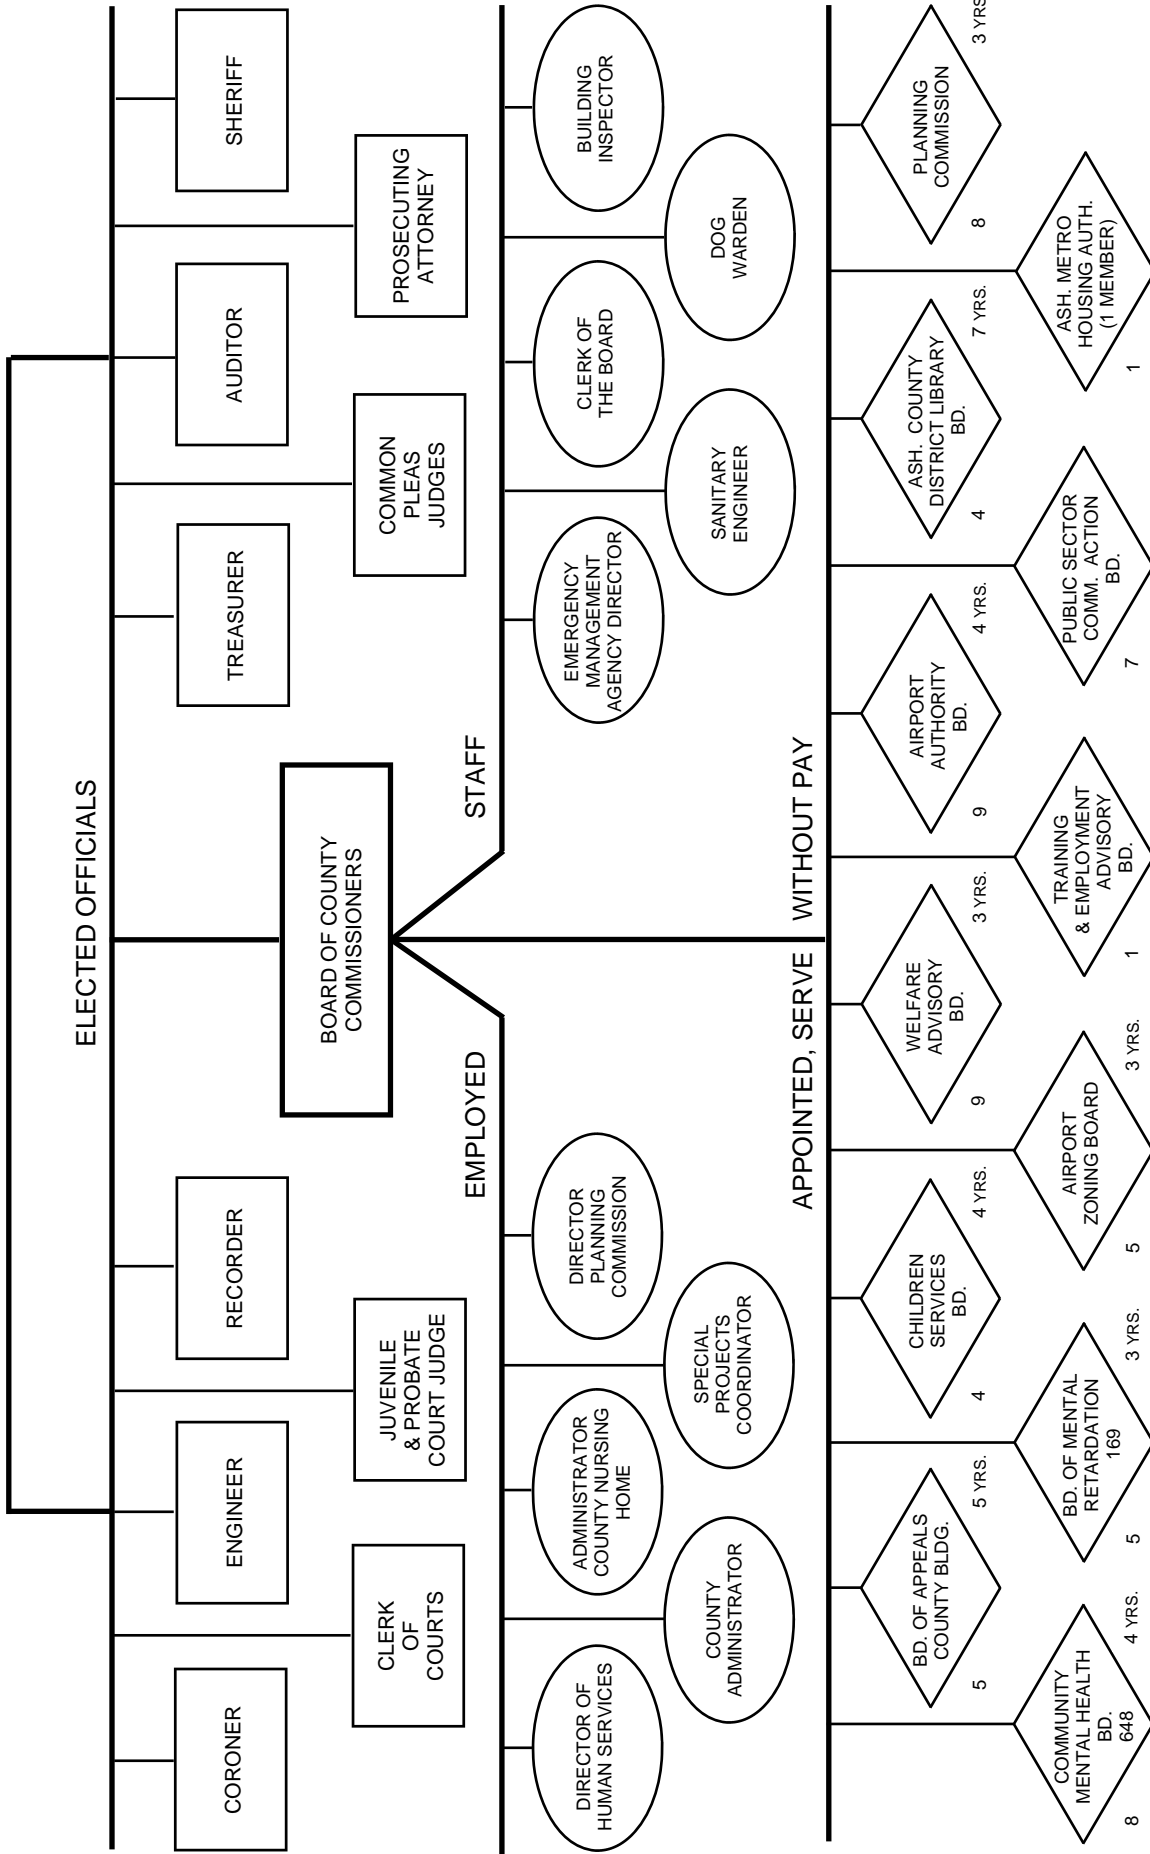 ELECTED OFFICIALS
CORONER
ENGINEER
RECORDER
TREASURER
AUDITOR
SHERIFF
CLERK
OF
COURTS
JUVENILE
& PROBATE
COURT JUDGE
COMMON
PLEAS
JUDGES
PROSECUTING
ATTORNEY
BOARD OF COUNTY
COMMISSIONERS
EMPLOYED
STAFF
DIRECTOR OF
HUMAN SERVICES
ADMINISTRATOR
COUNTY NURSING
HOME
DIRECTOR
PLANNING
COMMISSION
EMERGENCY
MANAGEMENT
AGENCY DIRECTOR
CLERK OF
THE BOARD
BUILDING
INSPECTOR
COUNTY
ADMINISTRATOR
SPECIAL
PROJECTS
COORDINATOR
SANITARY
ENGINEER
DOG
WARDEN
APPOINTED, SERVE WITHOUT PAY
BD. OF APPEALS
COUNTY BLDG.
5
5 YRS.
CHILDREN
SERVICES
BD.
4
4 YRS.
WELFARE
ADVISORY
BD.
9
3 YRS.
AIRPORT
AUTHORITY
BD.
9
4 YRS.
ASH. COUNTY
DISTRICT LIBRARY
BD.
4
7 YRS.
PLANNING
COMMISSION
8
3 YRS
COMMUNITY
MENTAL HEALTH
BD.
648
8
4 YRS.
BD. OF MENTAL
RETARDATION
169
5
3 YRS.
AIRPORT
ZONING BOARD
5
3 YRS.
TRAINING
& EMPLOYMENT
ADVISORY
BD.
1
PUBLIC SECTOR
COMM. ACTION
BD.
7
ASH. METRO
HOUSING AUTH.
(1 MEMBER)
1